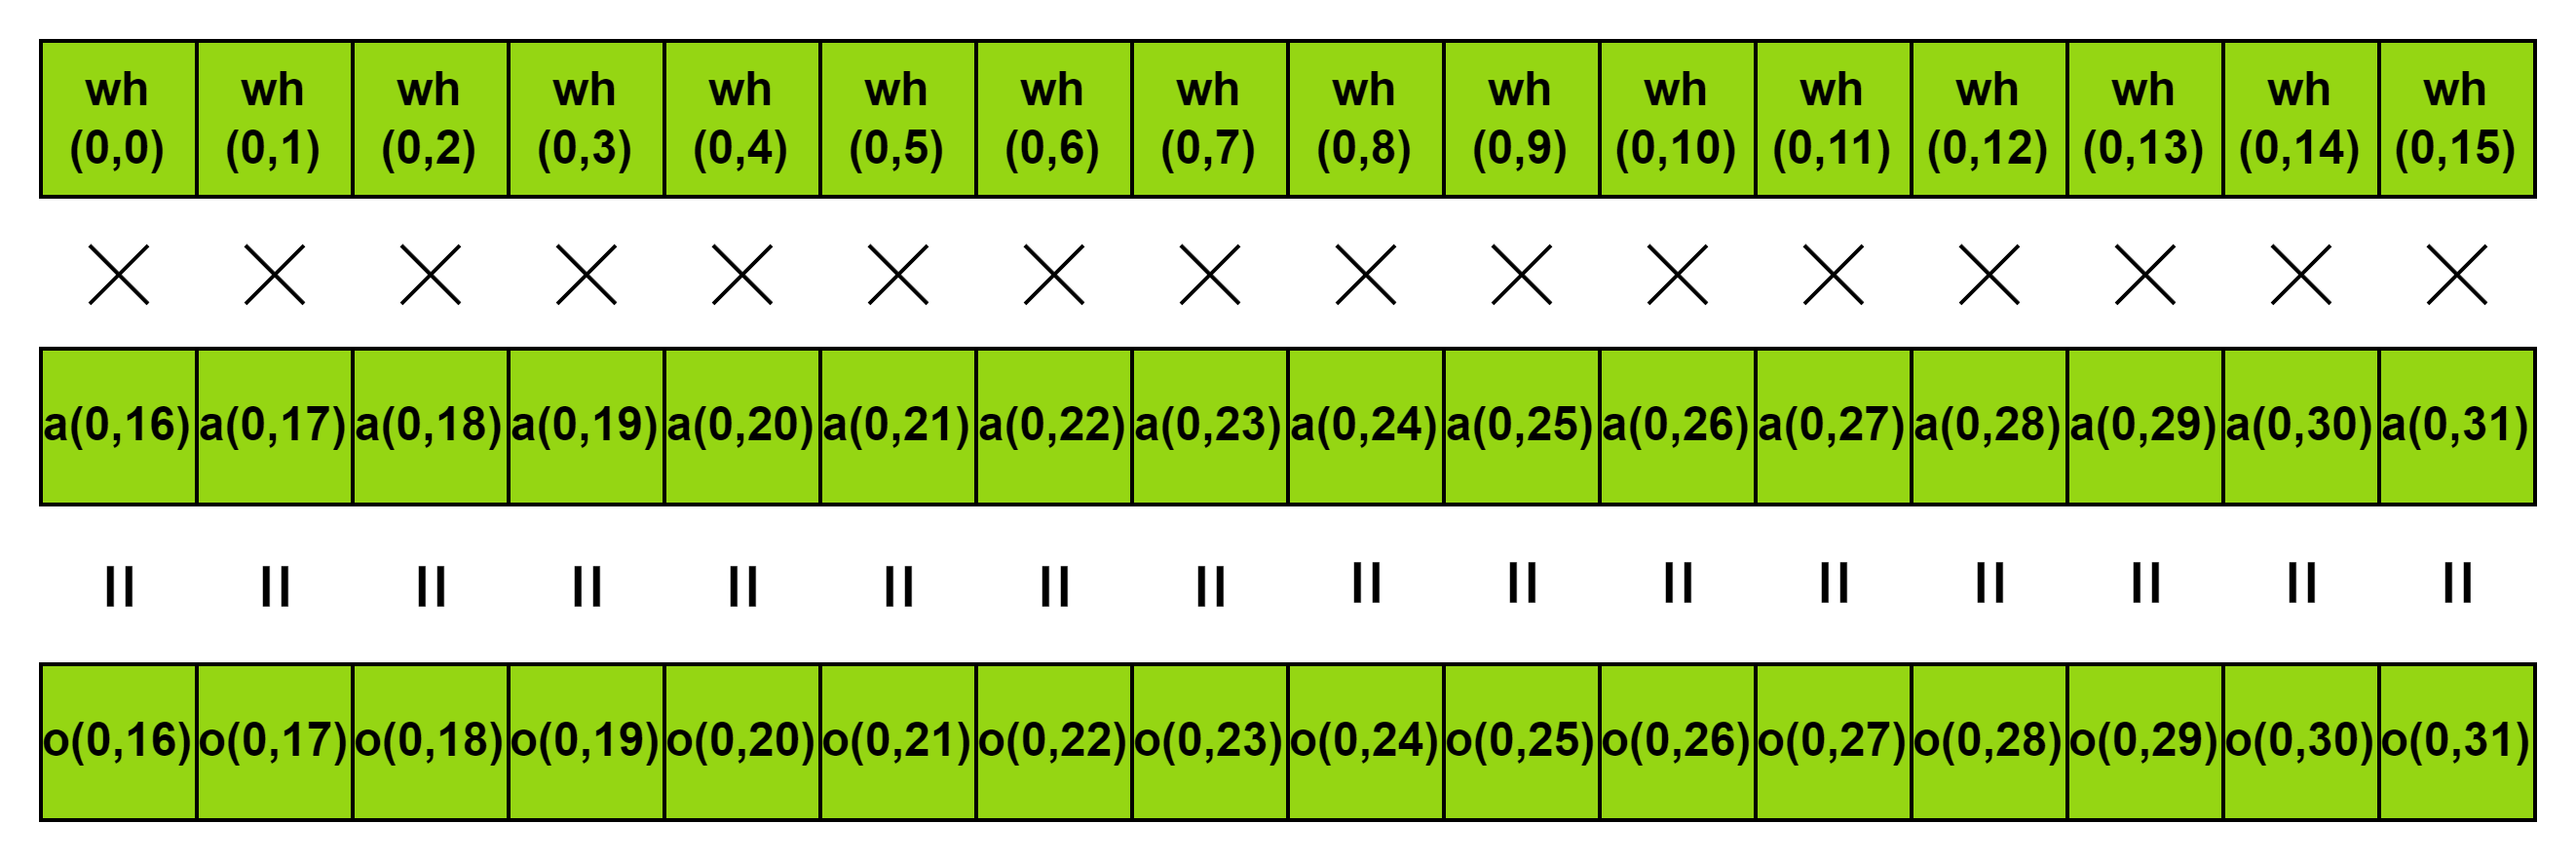 wh wh wh wh wh wh wh wh wh wh wh wh wh wh wh wh
(0,0) (0,1) (0,2) (0,3) (0,4) (0,5) (0,6) (0,7) (0,8) (0,9) (0,10) (0,11) (0,12) (0,13) (0,14) (0,15)
× × × × × × × × × × × × × × × ×
a(0,16) a(0,17) a(0,18) a(0,19) a(0,20) a(0,21) a(0,22) a(0,23) a(0,24) a(0,25) a(0,26) a(0,27) a(0,28) a(0,29) a(0,30) a(0,31)
= = = = = = = = = = = = = = = =
o(0,16) o(0,17) o(0,18) o(0,19) o(0,20) o(0,21) o(0,22) o(0,23) o(0,24) o(0,25) o(0,26) o(0,27) o(0,28) o(0,29) o(0,30) o(0,31)